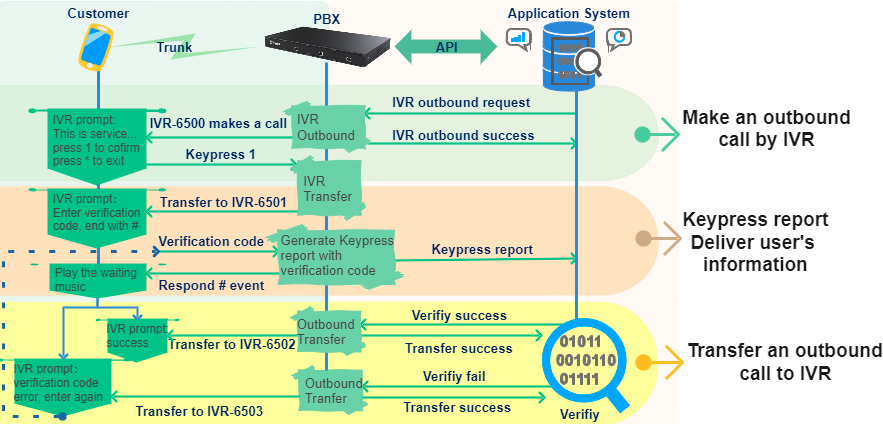 Customer
PBX
Application System
Trunk
API
IVR prompt:
This is service...
press 1 to cofirm
press * to exit
IVR-6500 makes a call
Keypress 1
IVR
Outbound
IVR outbound request
IVR outbound success
Make an outbound
call by IVR
IVR
Transfer
IVR prompt:
Enter verification
code, end with #
Transfer to IVR-6501
Verification code
Generate Keypress
report with
verification code
Keypress report
Keypress report
Deliver user's
information
Play the waiting
music
Respond # event
IVR prompt:
success
Transfer to IVR-6502
Outbound
Transfer
Verifiy success
Transfer success
01011
0010110
01111
Verifiy
Transfer an outbound
call to IVR
IVR prompt:
verification code
error, enter again
Transfer to IVR-6503
Outbound
Tranfer
Verifiy fail
Transfer success